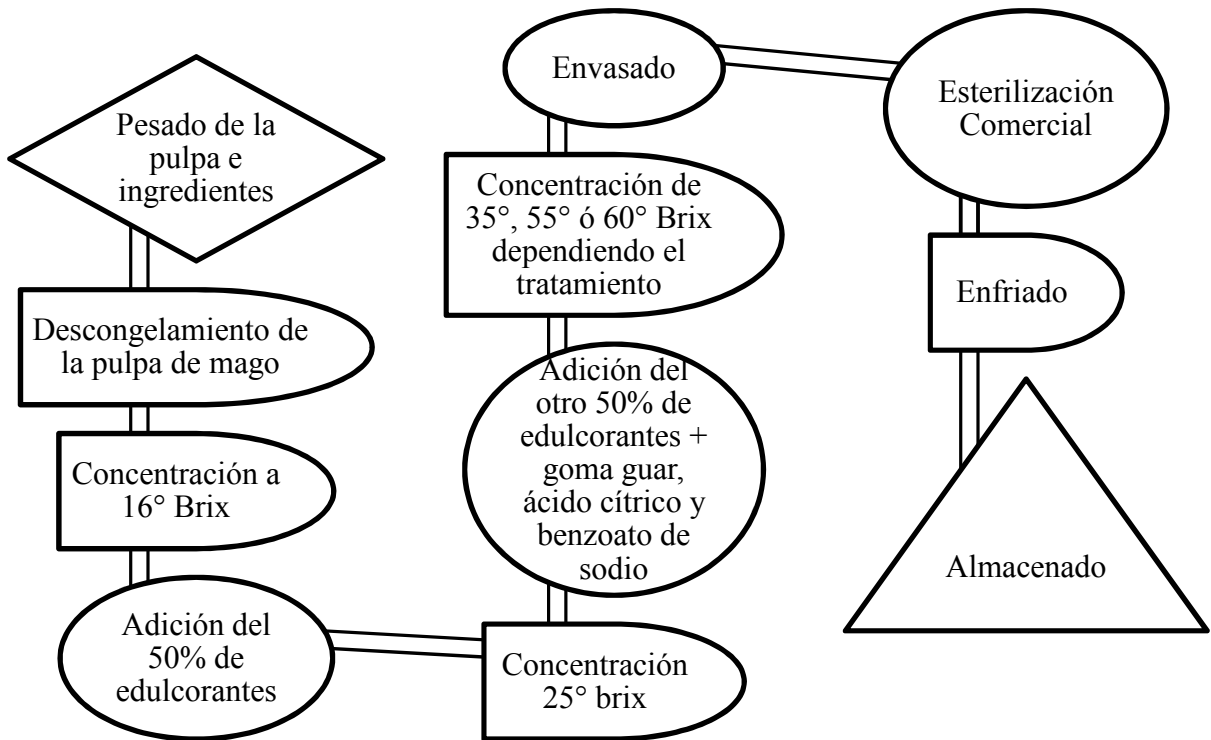 Pesado de la
pulpa e
ingredientes
Descongelamiento de
la pulpa de mago
Concentración a
16° Brix
Adición del
50% de
edulcorantes
Concentración
25° brix
Adición del
otro 50% de
edulcorantes +
goma guar,
ácido cítrico y
benzoato de
sodio
Concentración de
35°, 55° ó 60° Brix
dependiendo el
tratamiento
Envasado
Esterilización
Comercial
Enfriado
Almacenado